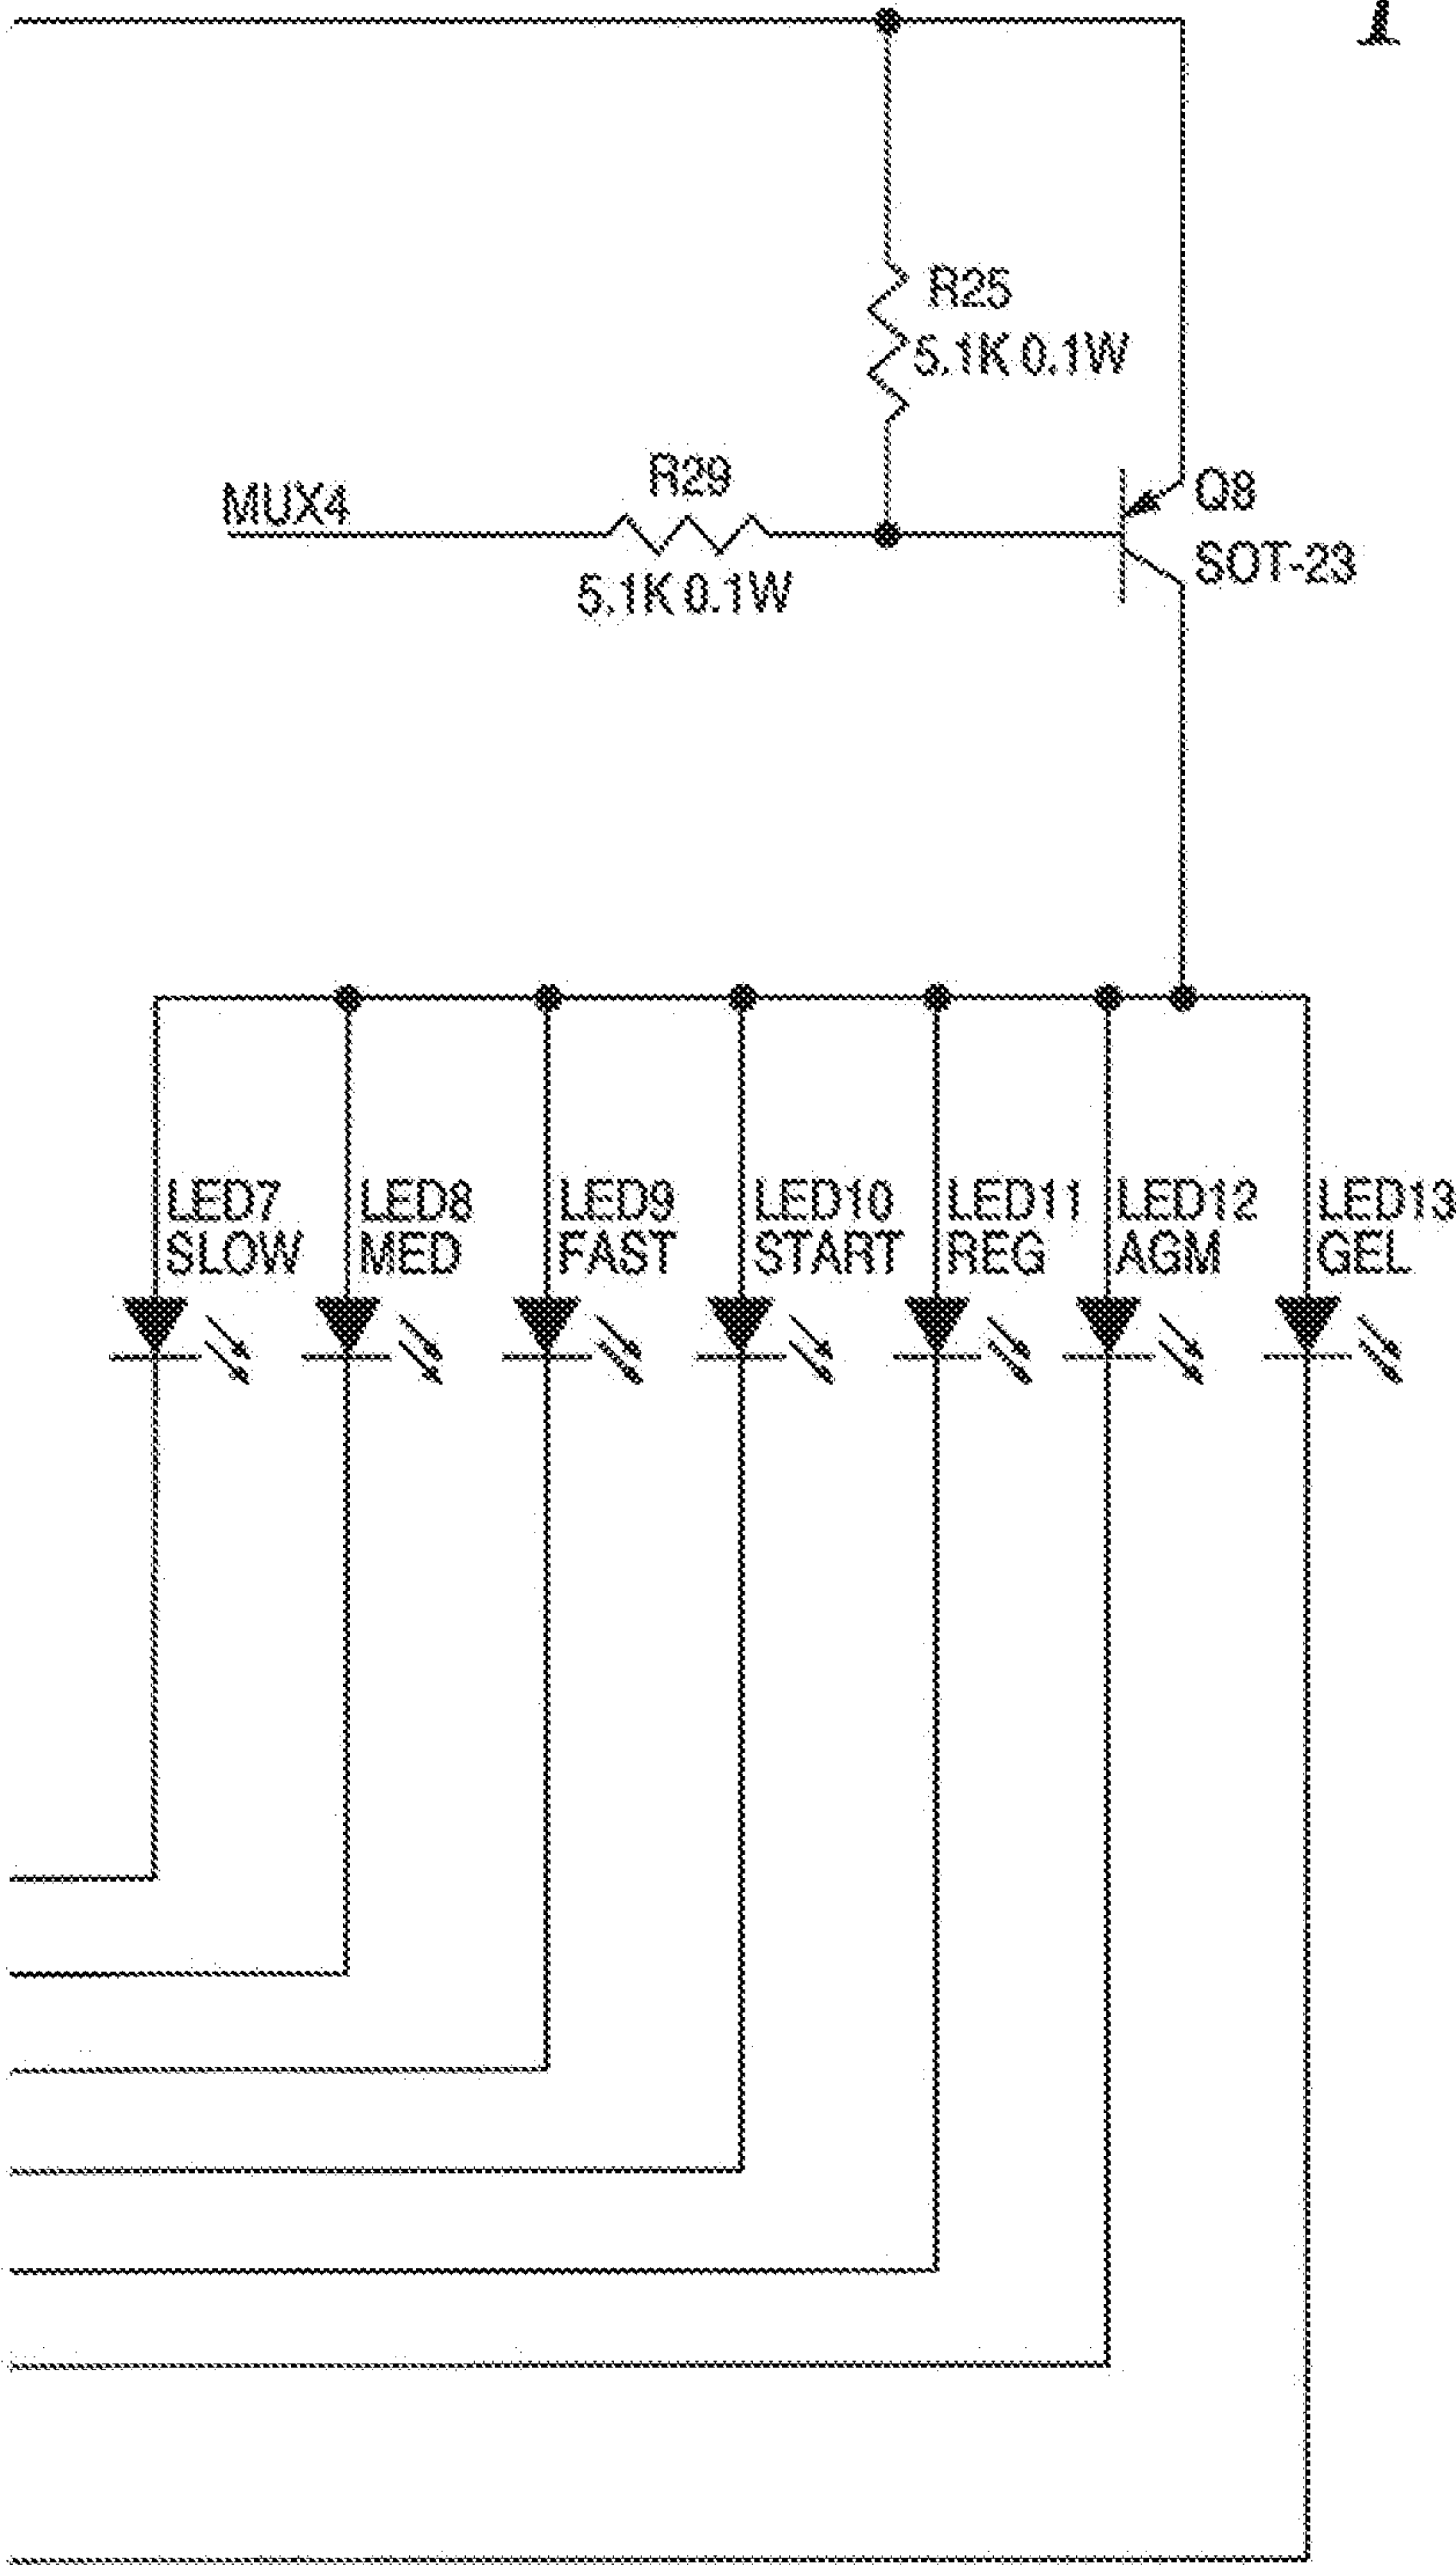 R25
5.1K 0.1W
R29
MUX4
5.1K 0.1W
Q8
SOT-23
LED7
SLOW
LED8
MED
LED9
FAST
LED10
START
LED11
REG
LED12
AGM
LED13
GEL